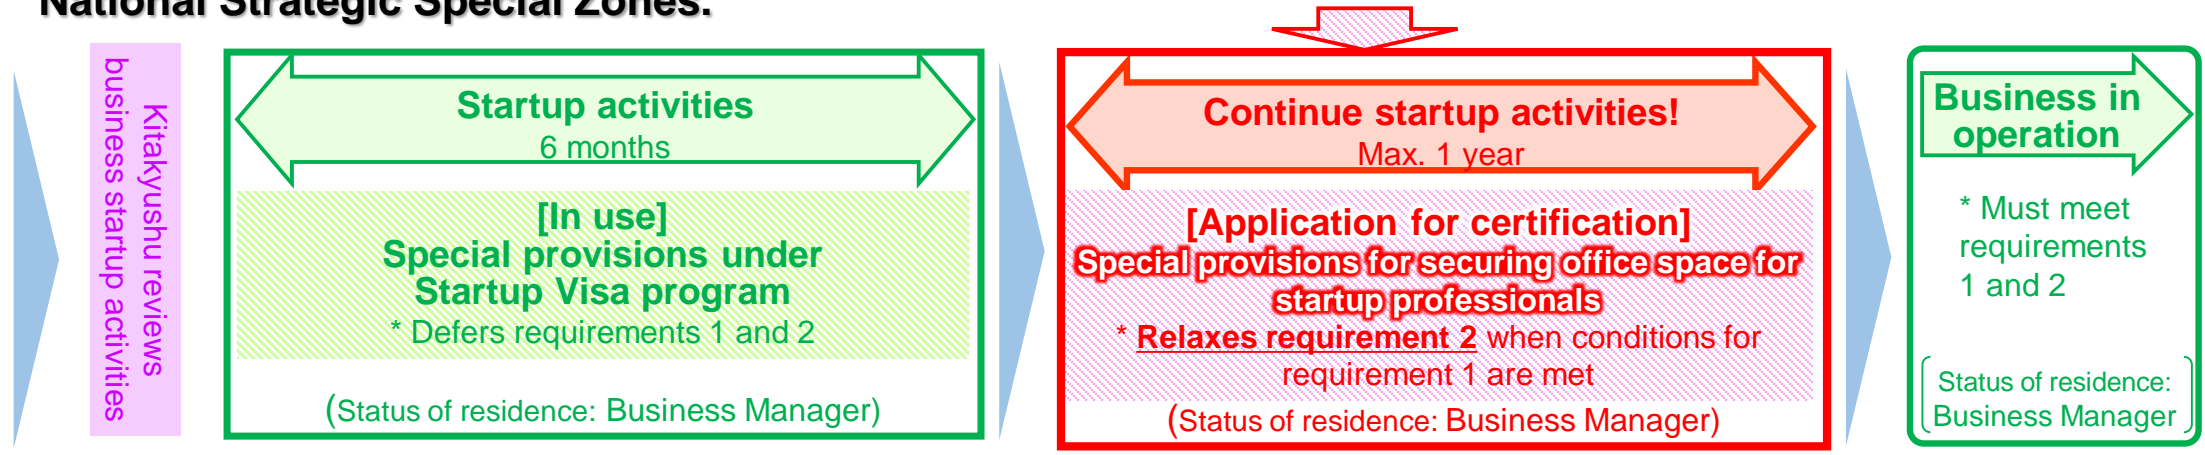 National Strategic Special Zones.
Kitakyushu reviews
business startup activities
Startup activities
6 months
[In use]
Special provisions under
Startup Visa program
* Defers requirements 1 and 2
(Status of residence: Business Manager)
Continue startup activities!
Max. 1 year
[Application for certification]
Special provisions for securing office space for
startup professionals
* Relaxes requirement 2 when conditions for
requirement 1 are met
(Status of residence: Business Manager)
Business in
operation
* Must meet
requirements
1 and 2
Status of residence:
Business Manager